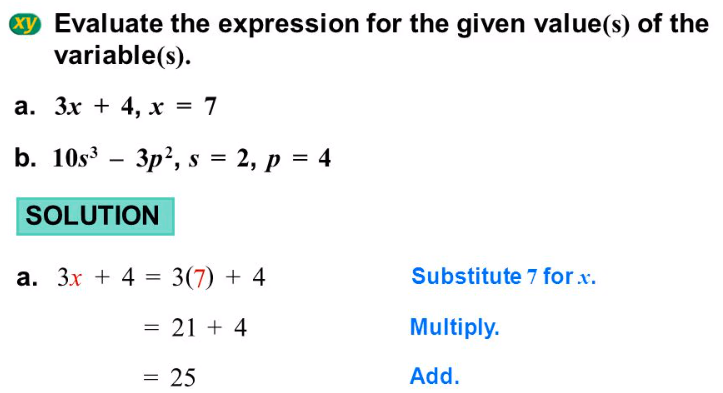 xy Evaluate the expression for the given value(s) of the
variable(s).
a. 3x + 4, x = 7
b. 10s³ – 3p², s = 2, p = 4
SOLUTION
a. 3x + 4 = 3(7) + 4 Substitute 7 for x.
= 21 + 4 Multiply.
= 25 Add.